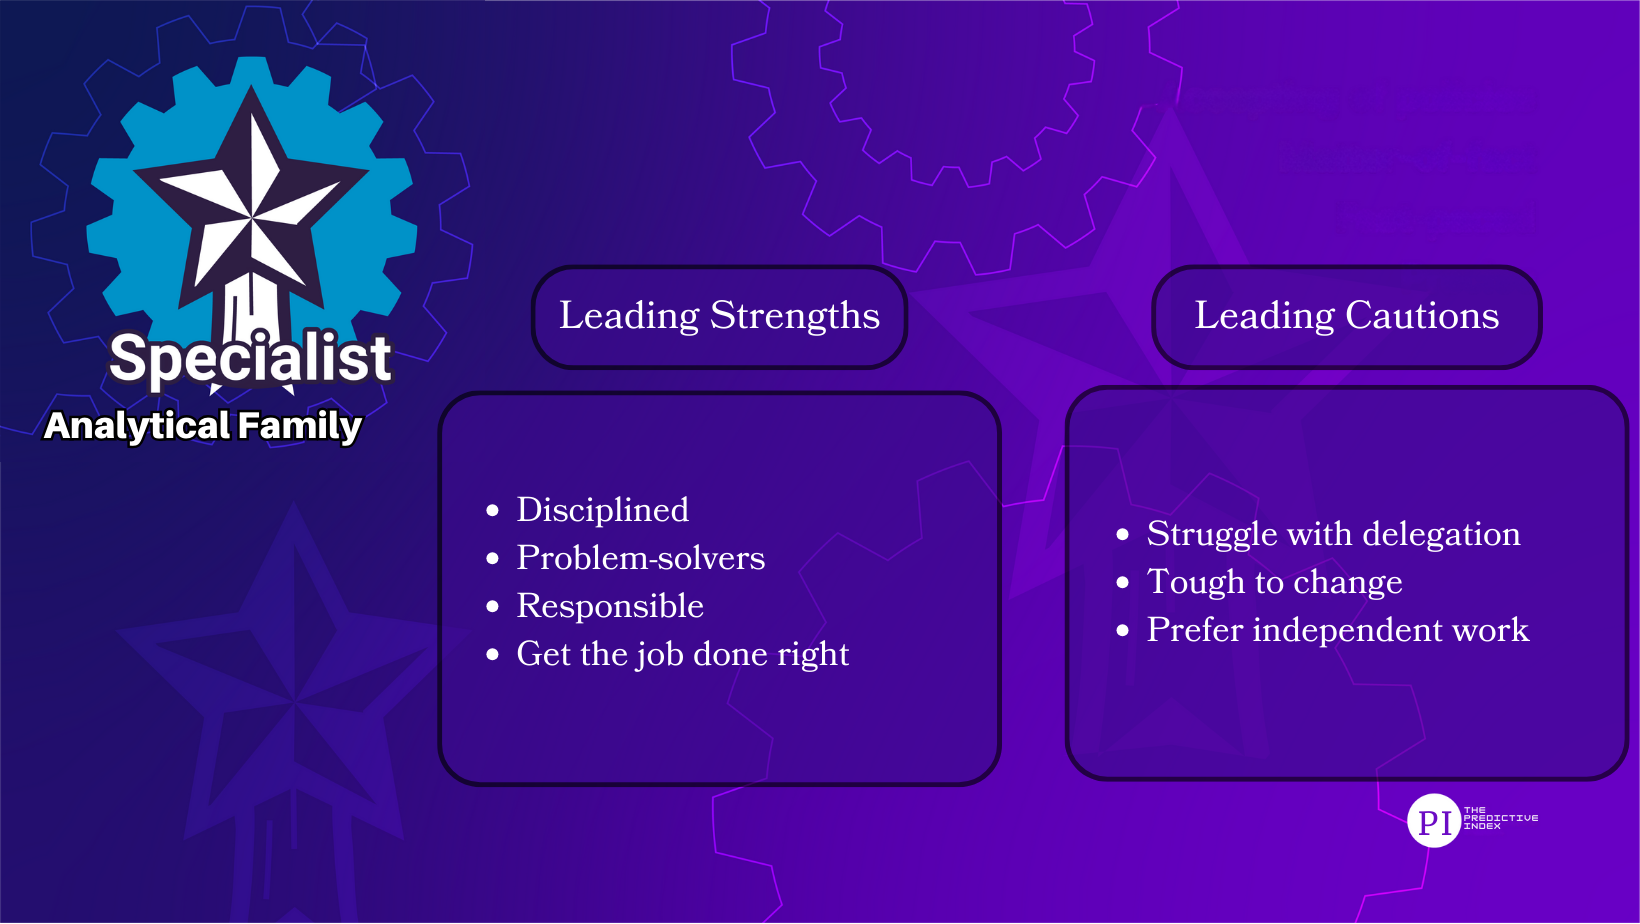 Specialist
Analytical Family
Leading Strengths
• Disciplined
• Problem-solvers
• Responsible
• Get the job done right
Leading Cautions
• Struggle with delegation
• Tough to change
• Prefer independent work
PI
THE
PREDICTIVE
INDEX